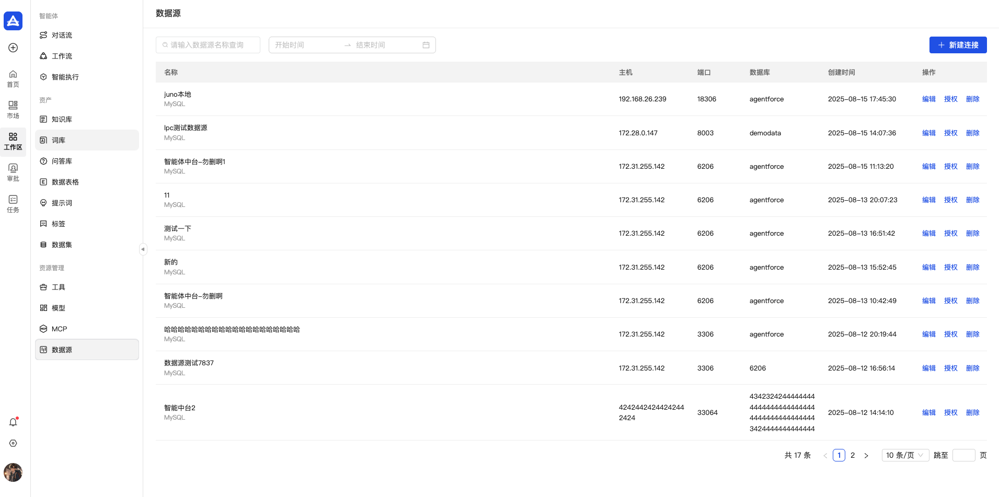 智能体
对话流
工作流
智能执行
资产
知识库
词库
问答库
数据表格
提示词
标签
数据集
资源管理
工具
模型
MCP
数据源
首页
市场
工作区
审批
任务
数据源
请输入数据源名称查询
开始时间 → 结束时间
新建连接
名称 主机 端口 数据库 创建时间 操作
juno本地
MySQL
192.168.26.239 18306 agentforce 2025-08-15 17:45:30 编辑 授权 删除
lpc测试数据源
MySQL
172.28.0.147 8003 demodata 2025-08-15 14:07:36 编辑 授权 删除
智能体中台-勿删啊1
MySQL
172.31.255.142 6206 agentforce 2025-08-15 11:13:20 编辑 授权 删除
11
MySQL
172.31.255.142 6206 agentforce 2025-08-13 20:07:23 编辑 授权 删除
测试一下
MySQL
172.31.255.142 6206 agentforce 2025-08-13 16:51:42 编辑 授权 删除
新的
MySQL
172.31.255.142 6206 agentforce 2025-08-13 15:52:45 编辑 授权 删除
智能体中台-勿删啊
MySQL
172.31.255.142 6206 agentforce 2025-08-13 10:42:49 编辑 授权 删除
哈哈哈哈哈哈哈哈哈哈哈哈哈哈哈哈哈哈哈哈
MySQL
172.31.255.142 3306 agentforce 2025-08-12 20:19:44 编辑 授权 删除
数据源测试7837
MySQL
172.31.255.142 3306 6206 2025-08-12 16:56:14 编辑 授权 删除
智能中台2
MySQL
4242442424424244
2424
33064
4342324244444444
4444444444444444
4444444444444444
3424444444444444
2025-08-12 14:14:10 编辑 授权 删除
共 17 条 < 1 2 > 10 条/页 跳至 页